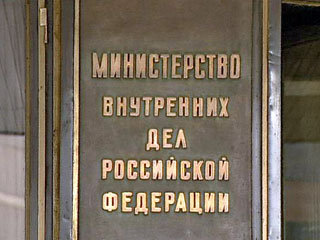 МИНИСТЕРСТВО
ВНУТРЕННИХ
ДЕЛ
РОССИЙСКОЙ
ФЕДЕРАЦИИ